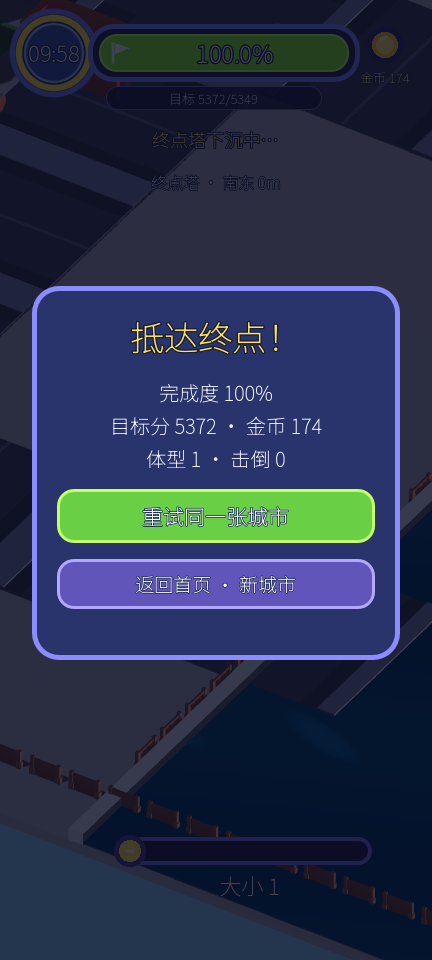 09:58
100.0%
金币 174
目标 5372/5349
终点塔下沉中…
终点塔 · 南东 0m
抵达终点！
完成度 100%
目标分 5372 · 金币 174
体型 1 · 击倒 0
重试同一张城市
返回首页 · 新城市
大小 1